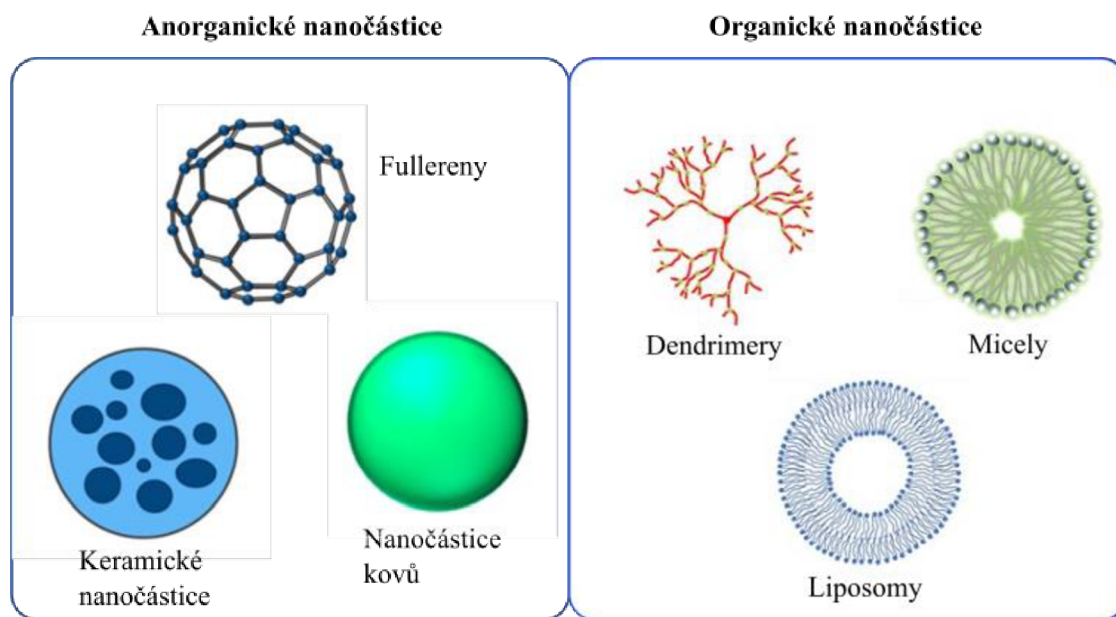 Anorganické nanočástice
Organické nanočástice
Fullereny
Dendrimery
Micely
Keramické
nanočástice
Nanočástice
kovů
Liposomy